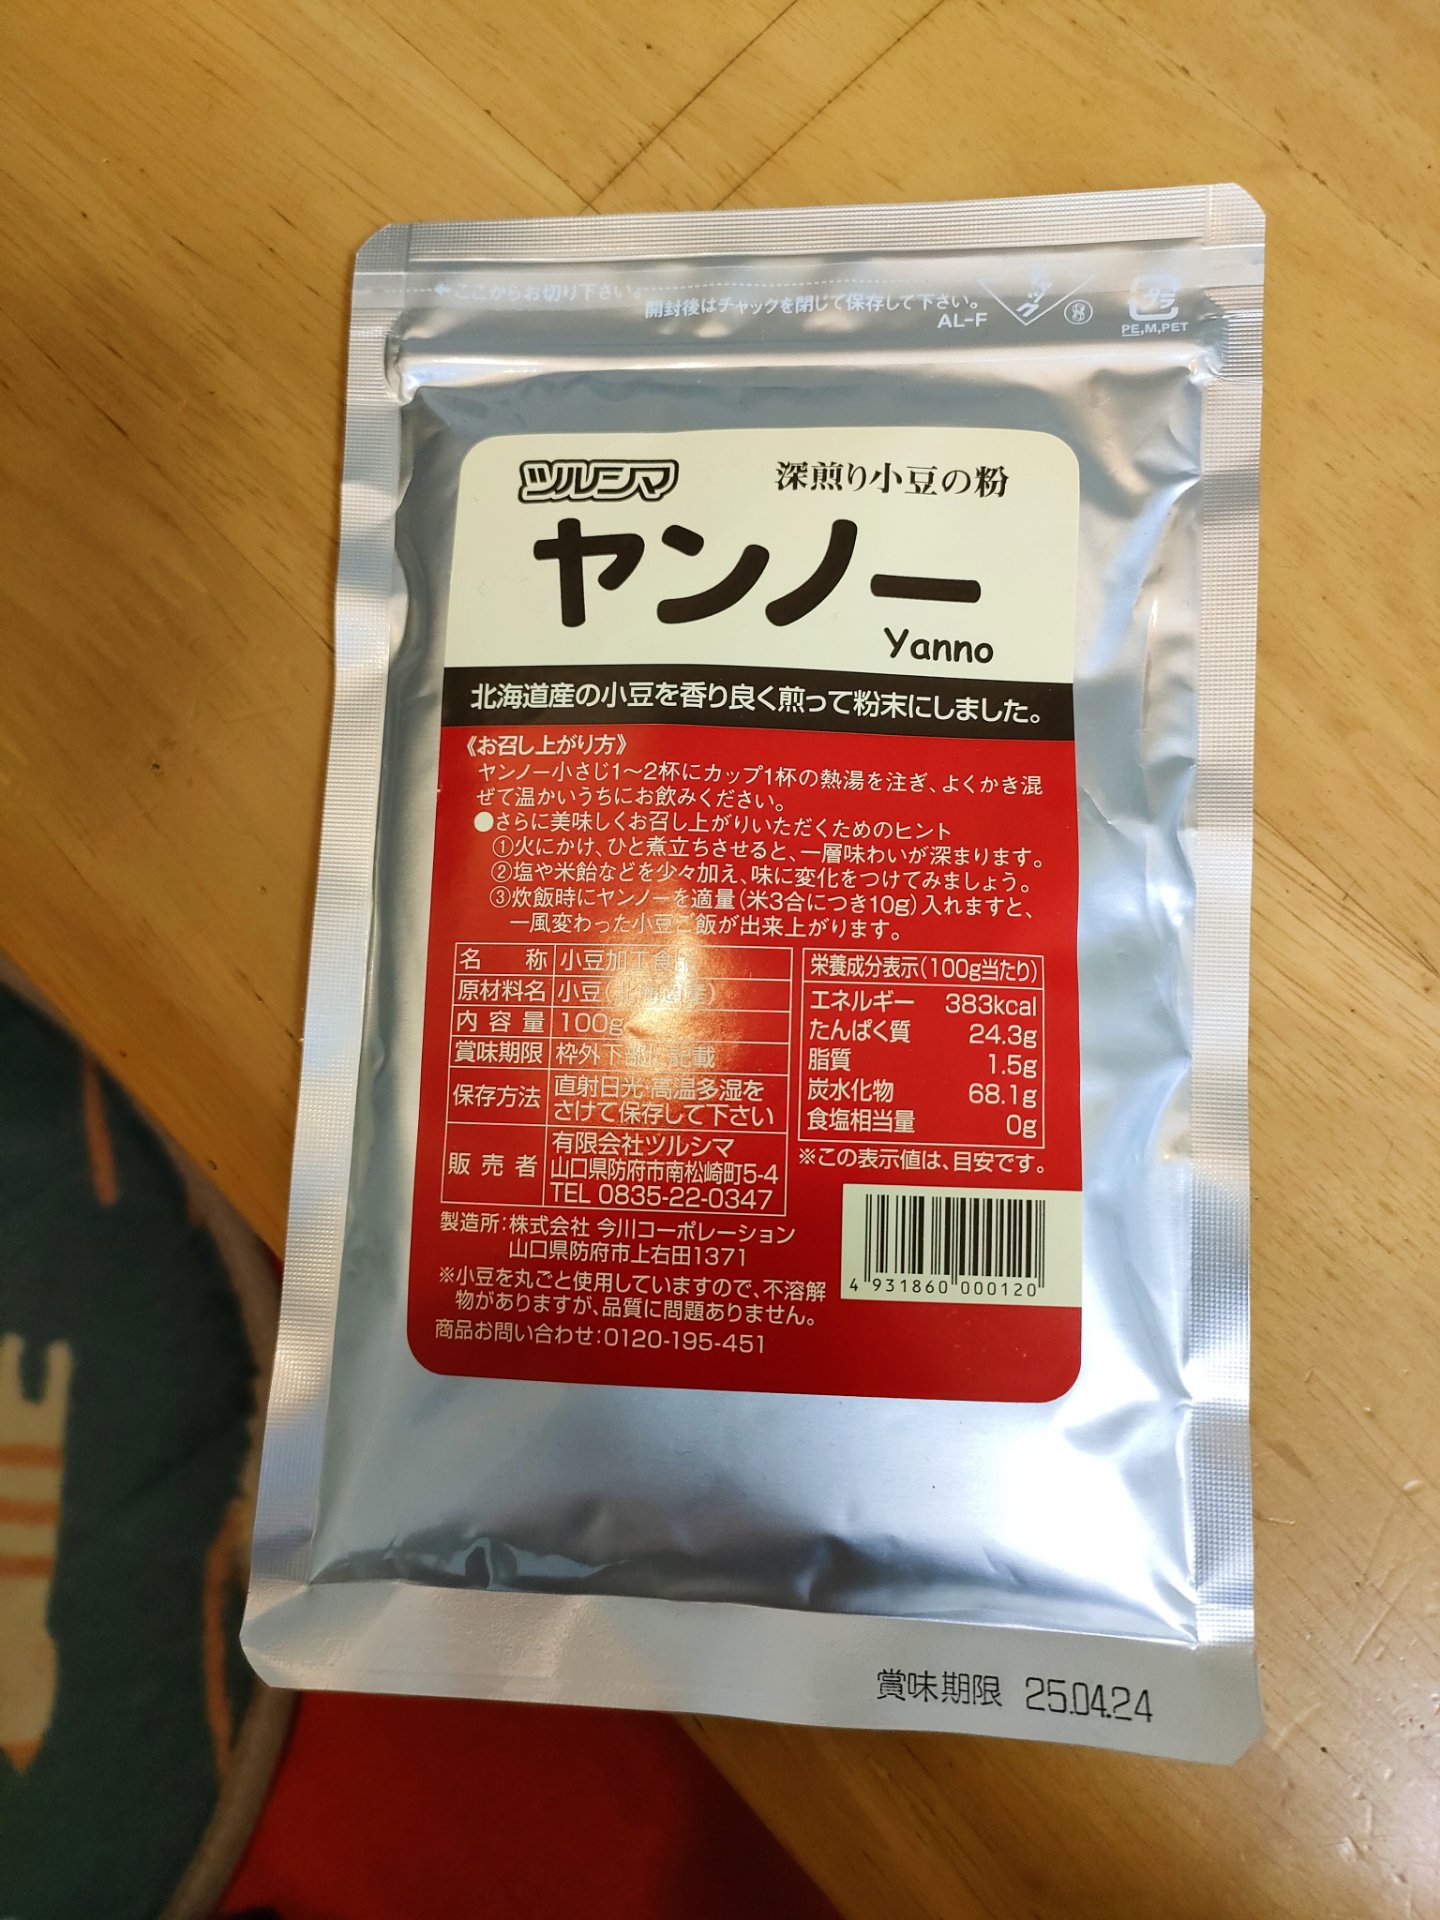 ←ここからお切り下さい。
開封後はチャックを閉じて保存して下さい。
AL-F
チャック
プラ
PE,M,PET
ツルシマ
深煎り小豆の粉
ヤンノー
Yanno
北海道産の小豆を香り良く煎って粉末にしました。
《お召し上がり方》
ヤンノー小さじ1〜2杯にカップ1杯の熱湯を注ぎ、よくかき混
ぜて温かいうちにお飲みください。
●さらに美味しくお召し上がりいただくためのヒント
①火にかけ、ひと煮立ちさせると、一層味わいが深まります。
②塩や米飴などを少々加え、味に変化をつけてみましょう。
③炊飯時にヤンノーを適量(米3合につき10g)入れますと、
一風変わった小豆ご飯が出来上がります。
名称 小豆加工食品
原材料名 小豆(北海道産)
内容量 100g
賞味期限 枠外下部に記載
保存方法 直射日光・高温多湿を
さけて保存して下さい
販売者 有限会社ツルシマ
山口県防府市南松崎町5-4
TEL 0835-22-0347
栄養成分表示(100g当たり)
エネルギー 383kcal
たんぱく質 24.3g
脂質 1.5g
炭水化物 68.1g
食塩相当量 0g
※この表示値は、目安です。
製造所:株式会社 今川コーポレーション
山口県防府市上右田1371
※小豆を丸ごと使用していますので、不溶解
物がありますが、品質に問題ありません。
商品お問い合わせ:0120-195-451
4 931860 000120
賞味期限 25.04.24